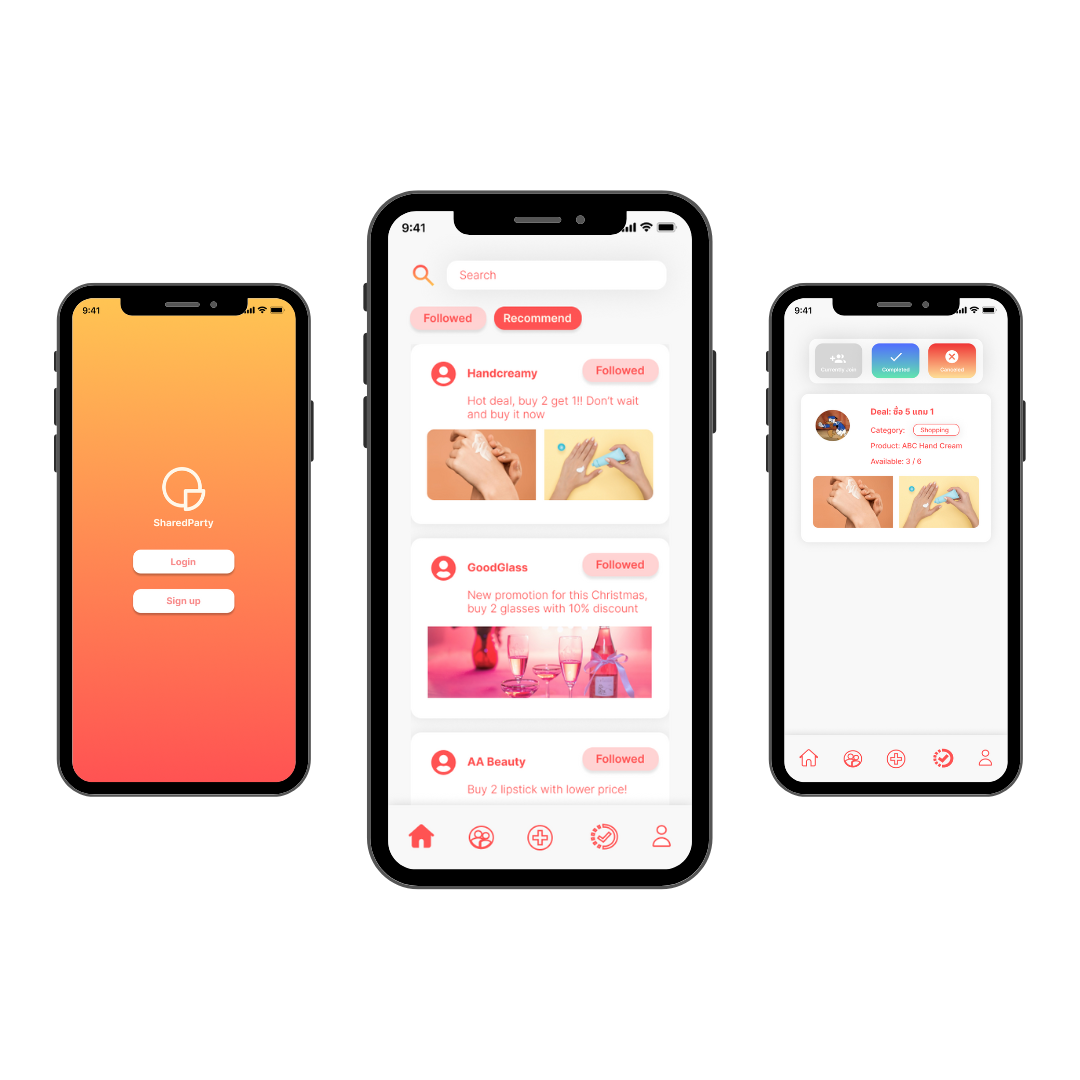 9:41
SharedParty
Login
Sign up
9:41
Search
Followed
Recommend
Handcreamy
Followed
Hot deal, buy 2 get 1!! Don't wait
and buy it now
GoodGlass
Followed
New promotion for this Christmas,
buy 2 glasses with 10% discount
AA Beauty
Followed
Buy 2 lipstick with lower price!
9:41
Completed
Canceled
Deal: ซื้อ 5 แถม 1
Category:
Shopping
Product: ABC Hand Cream
Available: 3 / 6